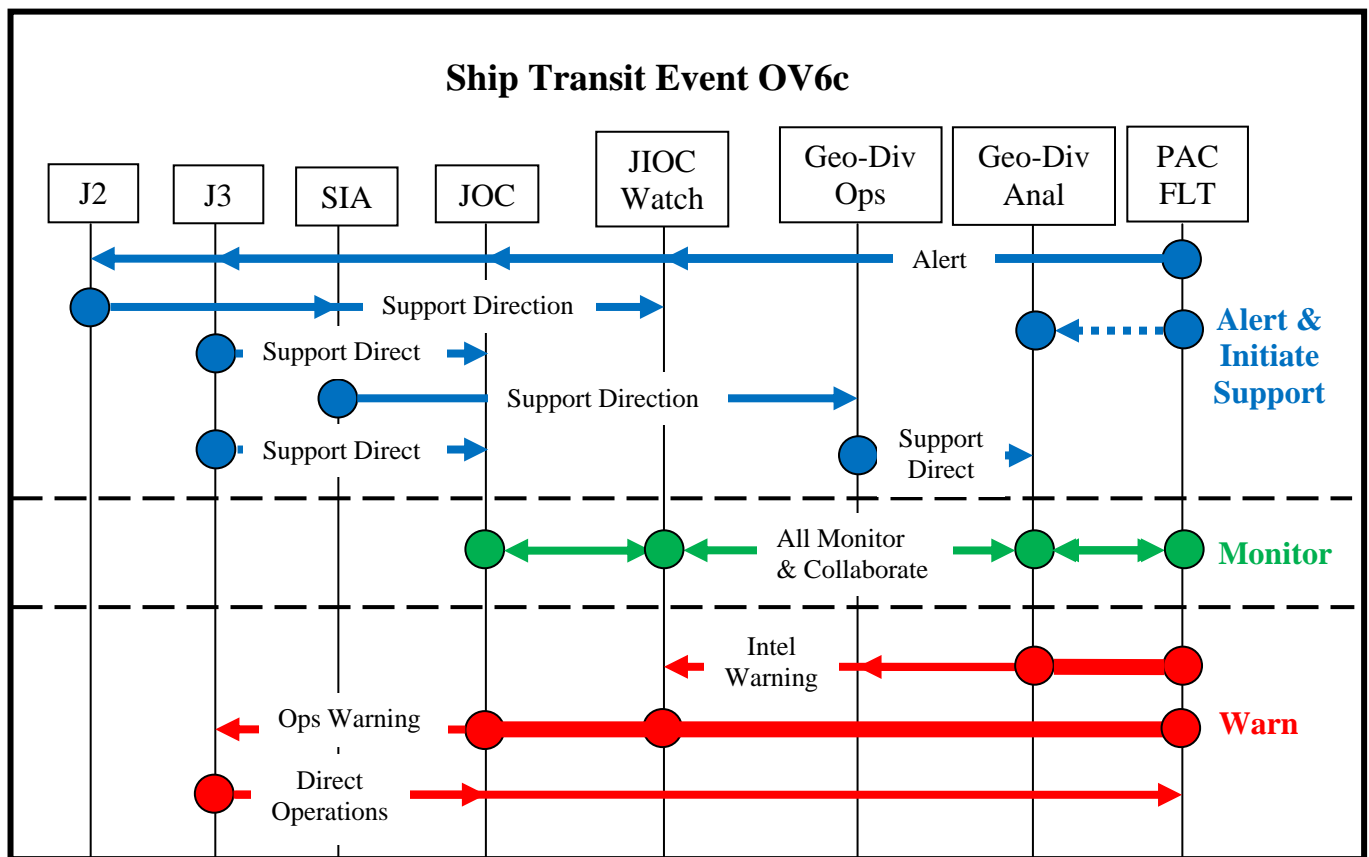 Ship Transit Event OV6c
J2
J3
SIA
JOC
JIOC
Watch
Geo-Div
Ops
Geo-Div
Anal
PAC
FLT
Alert
Support Direction
Alert &
Initiate
Support
Support Direct
Support Direction
Support Direct
Support
Direct
All Monitor
& Collaborate
Monitor
Intel
Warning
Ops Warning
Warn
Direct
Operations